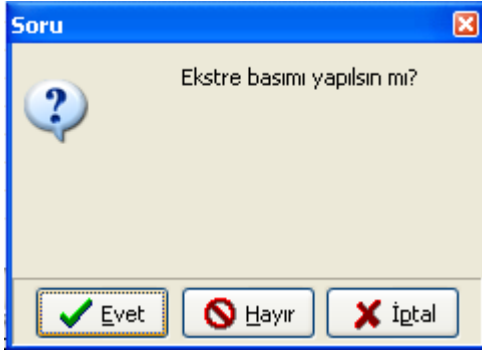 Soru
Ekstre basımı yapılsın mı?
Evet
Hayır
İptal